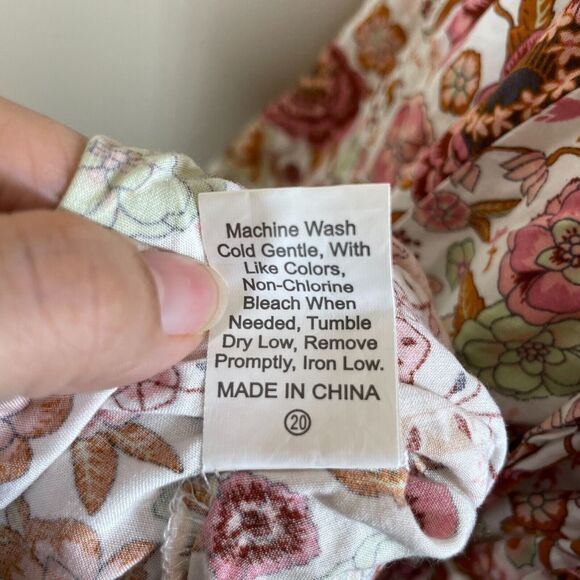 Machine Wash
Cold Gentle, With
Like Colors,
Non-Chlorine
Bleach When
Needed, Tumble
Dry Low, Remove
Promptly, Iron Low.
MADE IN CHINA
20